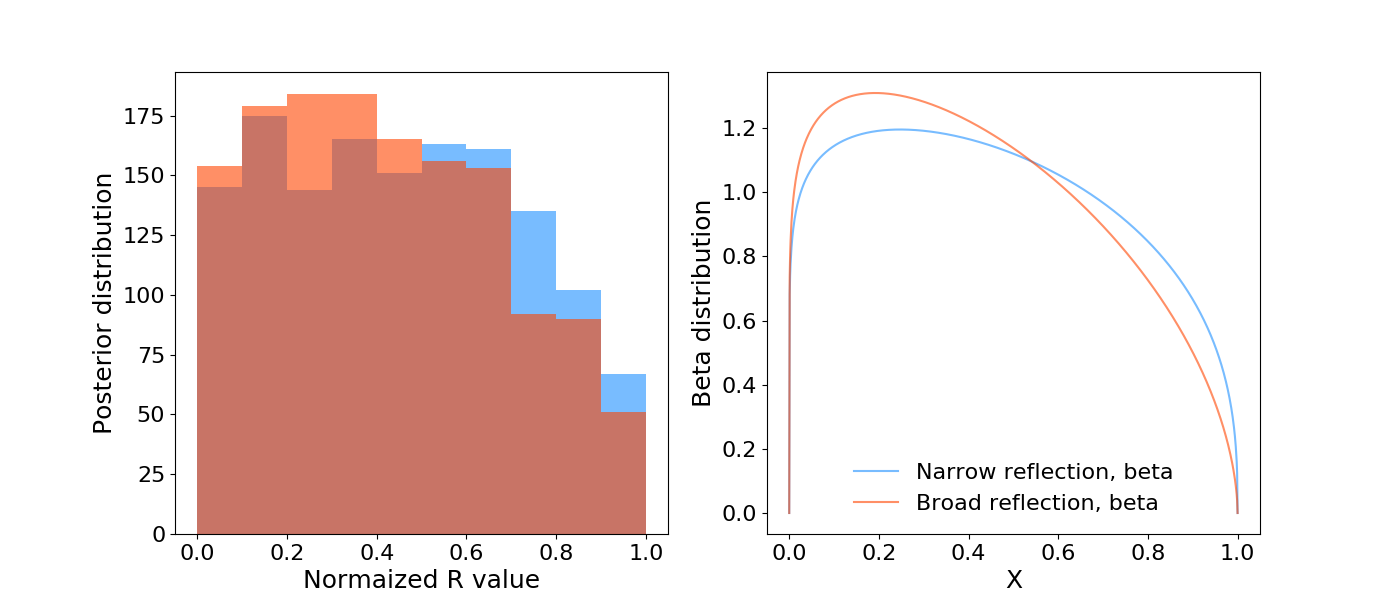 Posterior distribution
175
150
125
100
75
50
25
0
0.0 0.2 0.4 0.6 0.8 1.0
Normaized R value
Beta distribution
1.2
1.0
0.8
0.6
0.4
0.2
0.0
Narrow reflection, beta
Broad reflection, beta
0.0 0.2 0.4 0.6 0.8 1.0
X